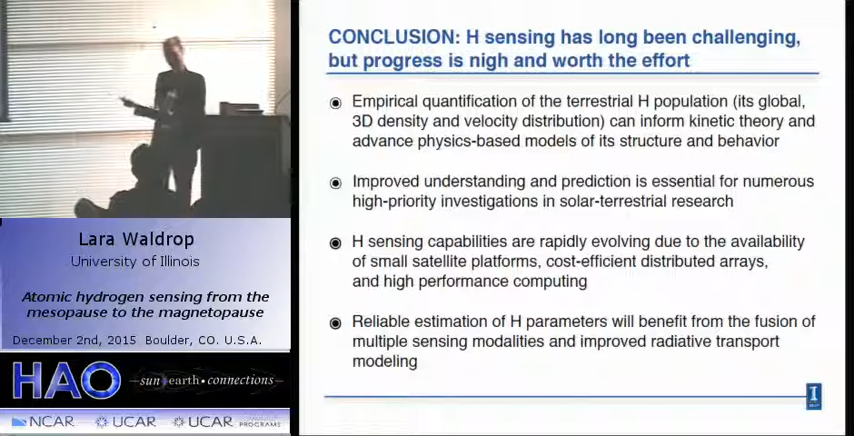 CONCLUSION: H sensing has long been challenging,
but progress is nigh and worth the effort
Empirical quantification of the terrestrial H population (its global,
3D density and velocity distribution) can inform kinetic theory and
advance physics-based models of its structure and behavior
Improved understanding and prediction is essential for numerous
high-priority investigations in solar-terrestrial research
H sensing capabilities are rapidly evolving due to the availability
of small satellite platforms, cost-efficient distributed arrays,
and high performance computing
Reliable estimation of H parameters will benefit from the fusion of
multiple sensing modalities and improved radiative transport
modeling
I
Lara Waldrop
University of Illinois
Atomic hydrogen sensing from the
mesopause to the magnetopause
December 2nd, 2015 Boulder, CO. U.S.A.
HAO sun earth connections
NCAR UCAR UCAR PROGRAMS